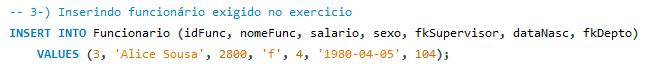 -- 3-) Inserindo funcionário exigido no exercicio
INSERT INTO Funcionario (idFunc, nomeFunc, salario, sexo, fkSupervisor, dataNasc, fkDepto)
VALUES (3, 'Alice Sousa', 2800, 'f', 4, '1980-04-05', 104);